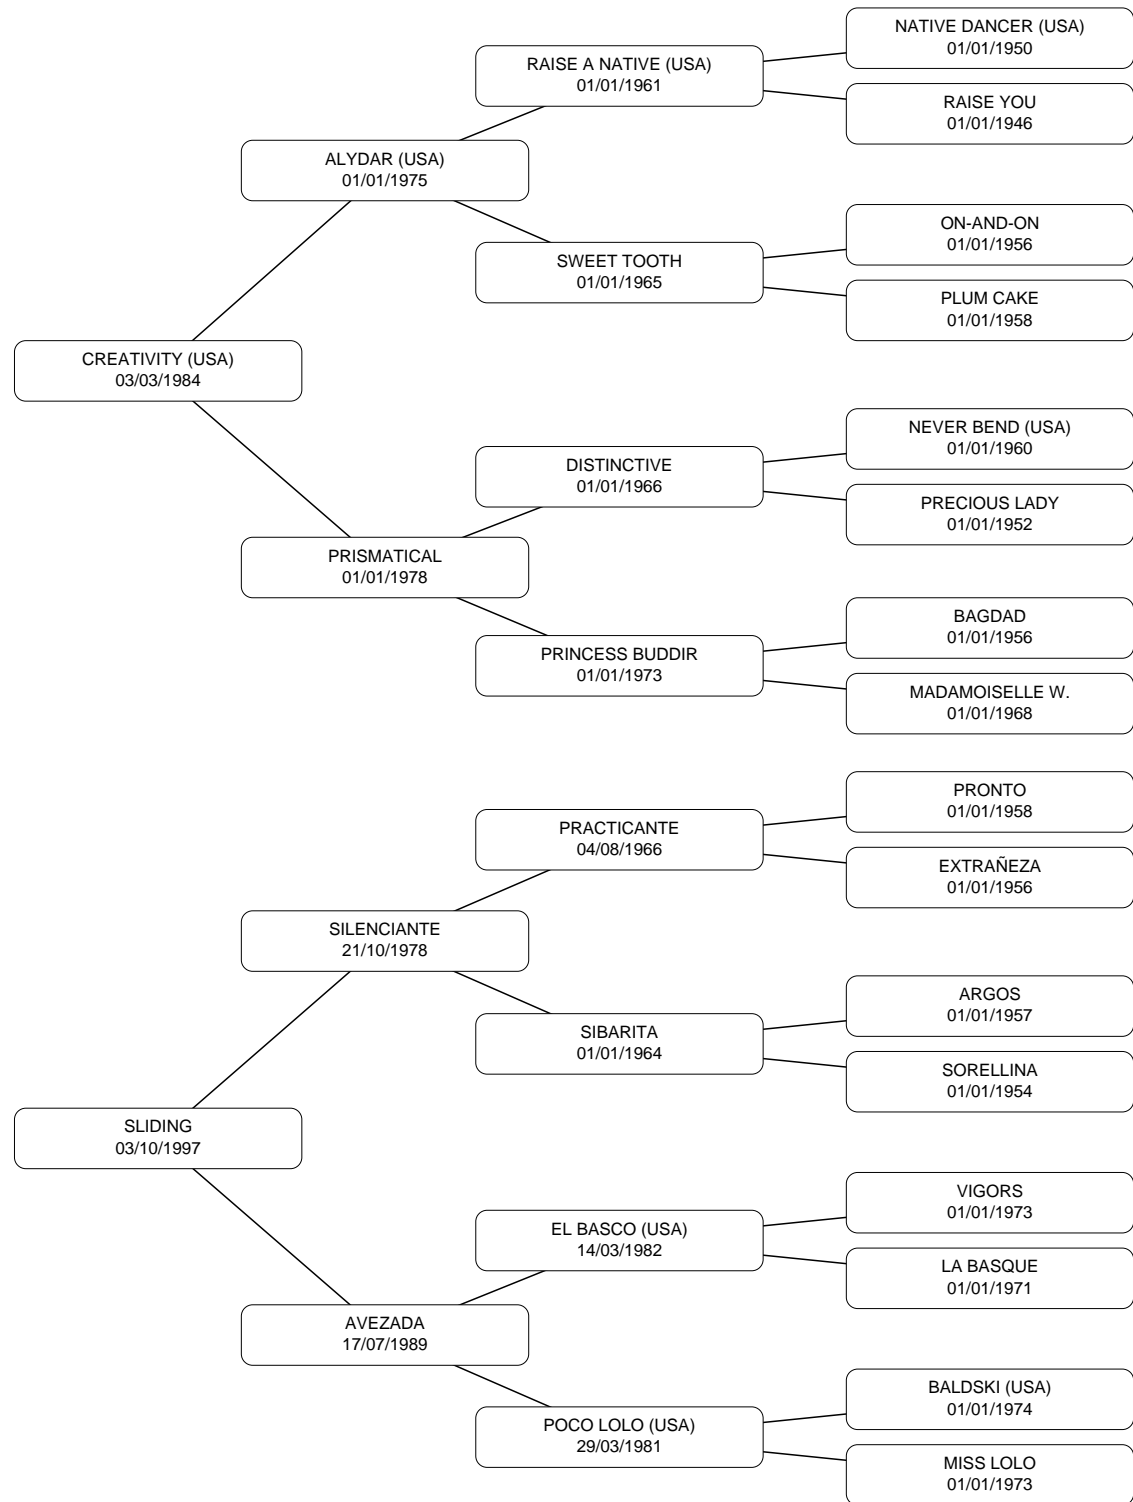 NATIVE DANCER (USA)
01/01/1950
RAISE A NATIVE (USA)
01/01/1961
RAISE YOU
01/01/1946
ALYDAR (USA)
01/01/1975
ON-AND-ON
01/01/1956
SWEET TOOTH
01/01/1965
PLUM CAKE
01/01/1958
CREATIVITY (USA)
03/03/1984
NEVER BEND (USA)
01/01/1960
DISTINCTIVE
01/01/1966
PRECIOUS LADY
01/01/1952
PRISMATICAL
01/01/1978
BAGDAD
01/01/1956
PRINCESS BUDDIR
01/01/1973
MADAMOISELLE W.
01/01/1968
PRONTO
01/01/1958
PRACTICANTE
04/08/1966
EXTRAÑEZA
01/01/1956
SILENCIANTE
21/10/1978
ARGOS
01/01/1957
SIBARITA
01/01/1964
SORELLINA
01/01/1954
SLIDING
03/10/1997
VIGORS
01/01/1973
EL BASCO (USA)
14/03/1982
LA BASQUE
01/01/1971
AVEZADA
17/07/1989
BALDSKI (USA)
01/01/1974
POCO LOLO (USA)
29/03/1981
MISS LOLO
01/01/1973